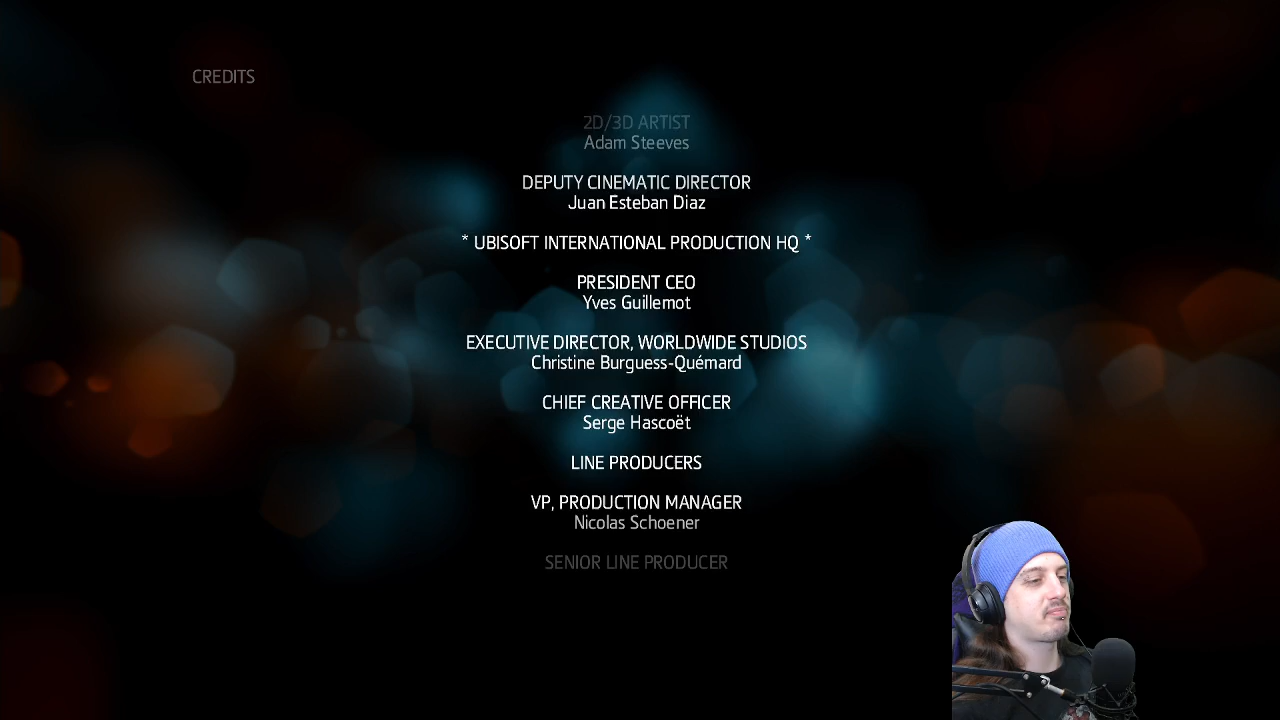 CREDITS
2D/3D ARTIST
Adam Steeves
DEPUTY CINEMATIC DIRECTOR
Juan Esteban Diaz
* UBISOFT INTERNATIONAL PRODUCTION HQ *
PRESIDENT CEO
Yves Guillemot
EXECUTIVE DIRECTOR, WORLDWIDE STUDIOS
Christine Burguess-Quémard
CHIEF CREATIVE OFFICER
Serge Hascoët
LINE PRODUCERS
VP, PRODUCTION MANAGER
Nicolas Schoener
SENIOR LINE PRODUCER